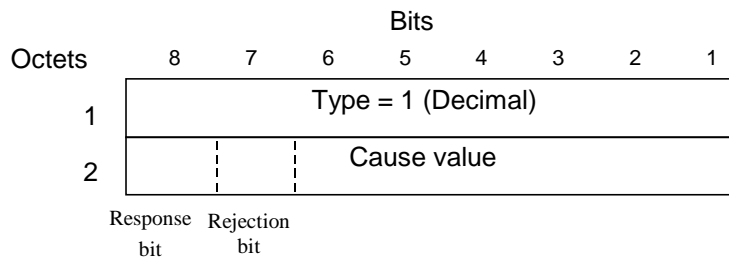 Bits
Octets 8 7 6 5 4 3 2 1
1 Type = 1 (Decimal)
2 Cause value
Response Rejection
bit bit